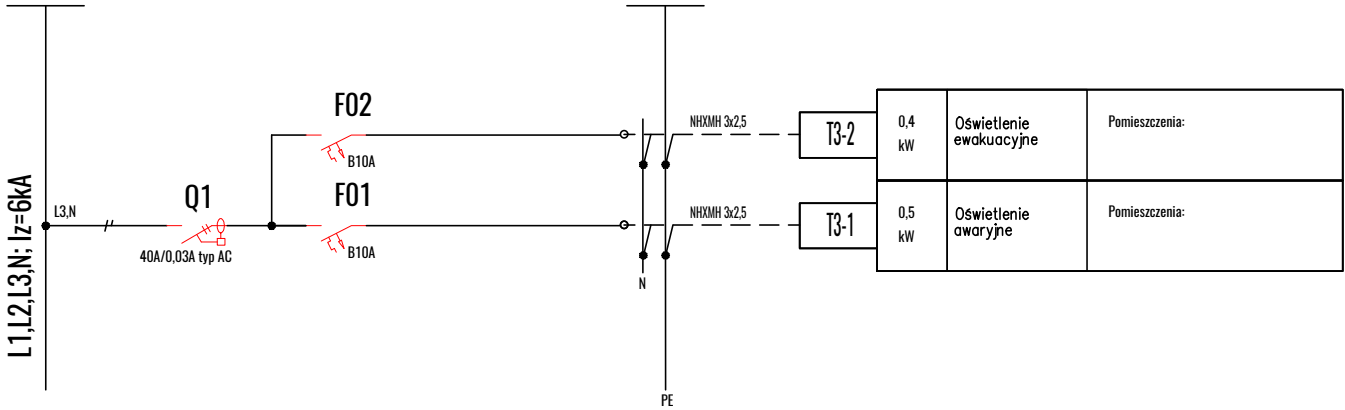 F02
B10A
NHXMH 3x2,5
T3-2
0,4
kW
Oświetlenie
ewakuacyjne
Pomieszczenia:
L1,L2,L3,N; Iz=6kA
L3,N
Q1
40A/0,03A typ AC
F01
B10A
NHXMH 3x2,5
T3-1
0,5
kW
Oświetlenie
awaryjne
Pomieszczenia:
N
PE